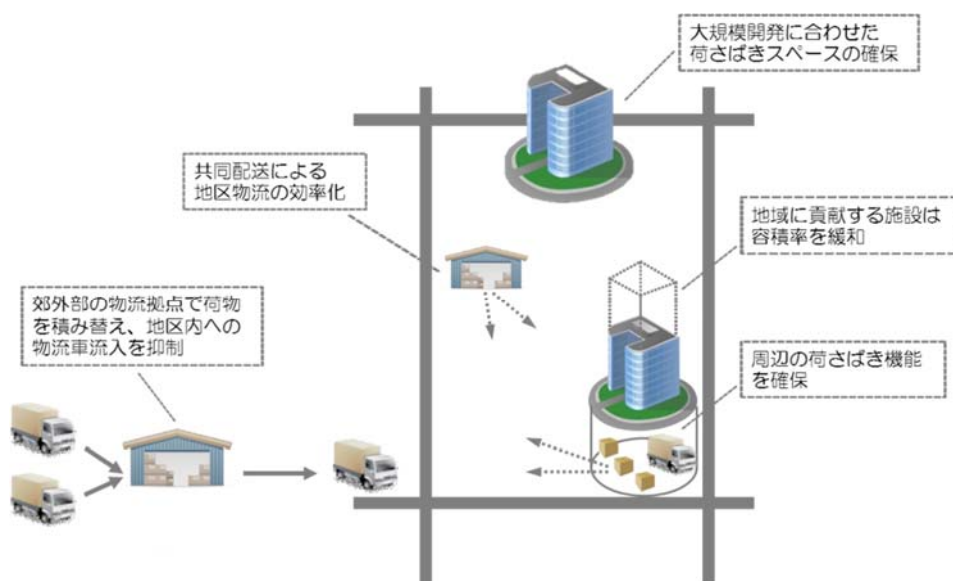 大規模開発に合わせた
荷さばきスペースの確保
共同配送による
地区物流の効率化
地域に貢献する施設は
容積率を緩和
郊外部の物流拠点で荷物
を積み替え、地区内への
物流車流入を抑制
周辺の荷さばき機能
を確保